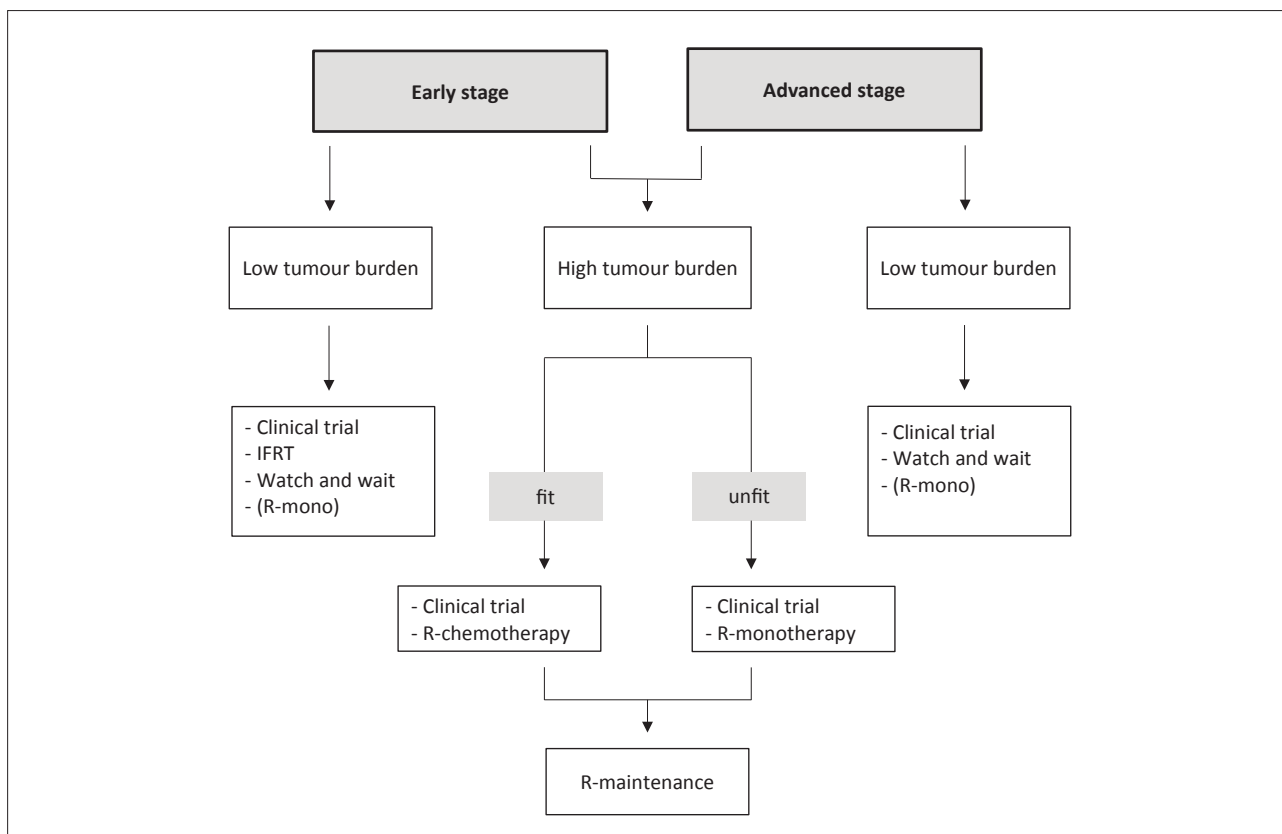 Early stage
Advanced stage
Low tumour burden
High tumour burden
Low tumour burden
- Clinical trial
- IFRT
- Watch and wait
- (R-mono)
- Clinical trial
- Watch and wait
- (R-mono)
fit
unfit
- Clinical trial
- R-chemotherapy
- Clinical trial
- R-monotherapy
R-maintenance